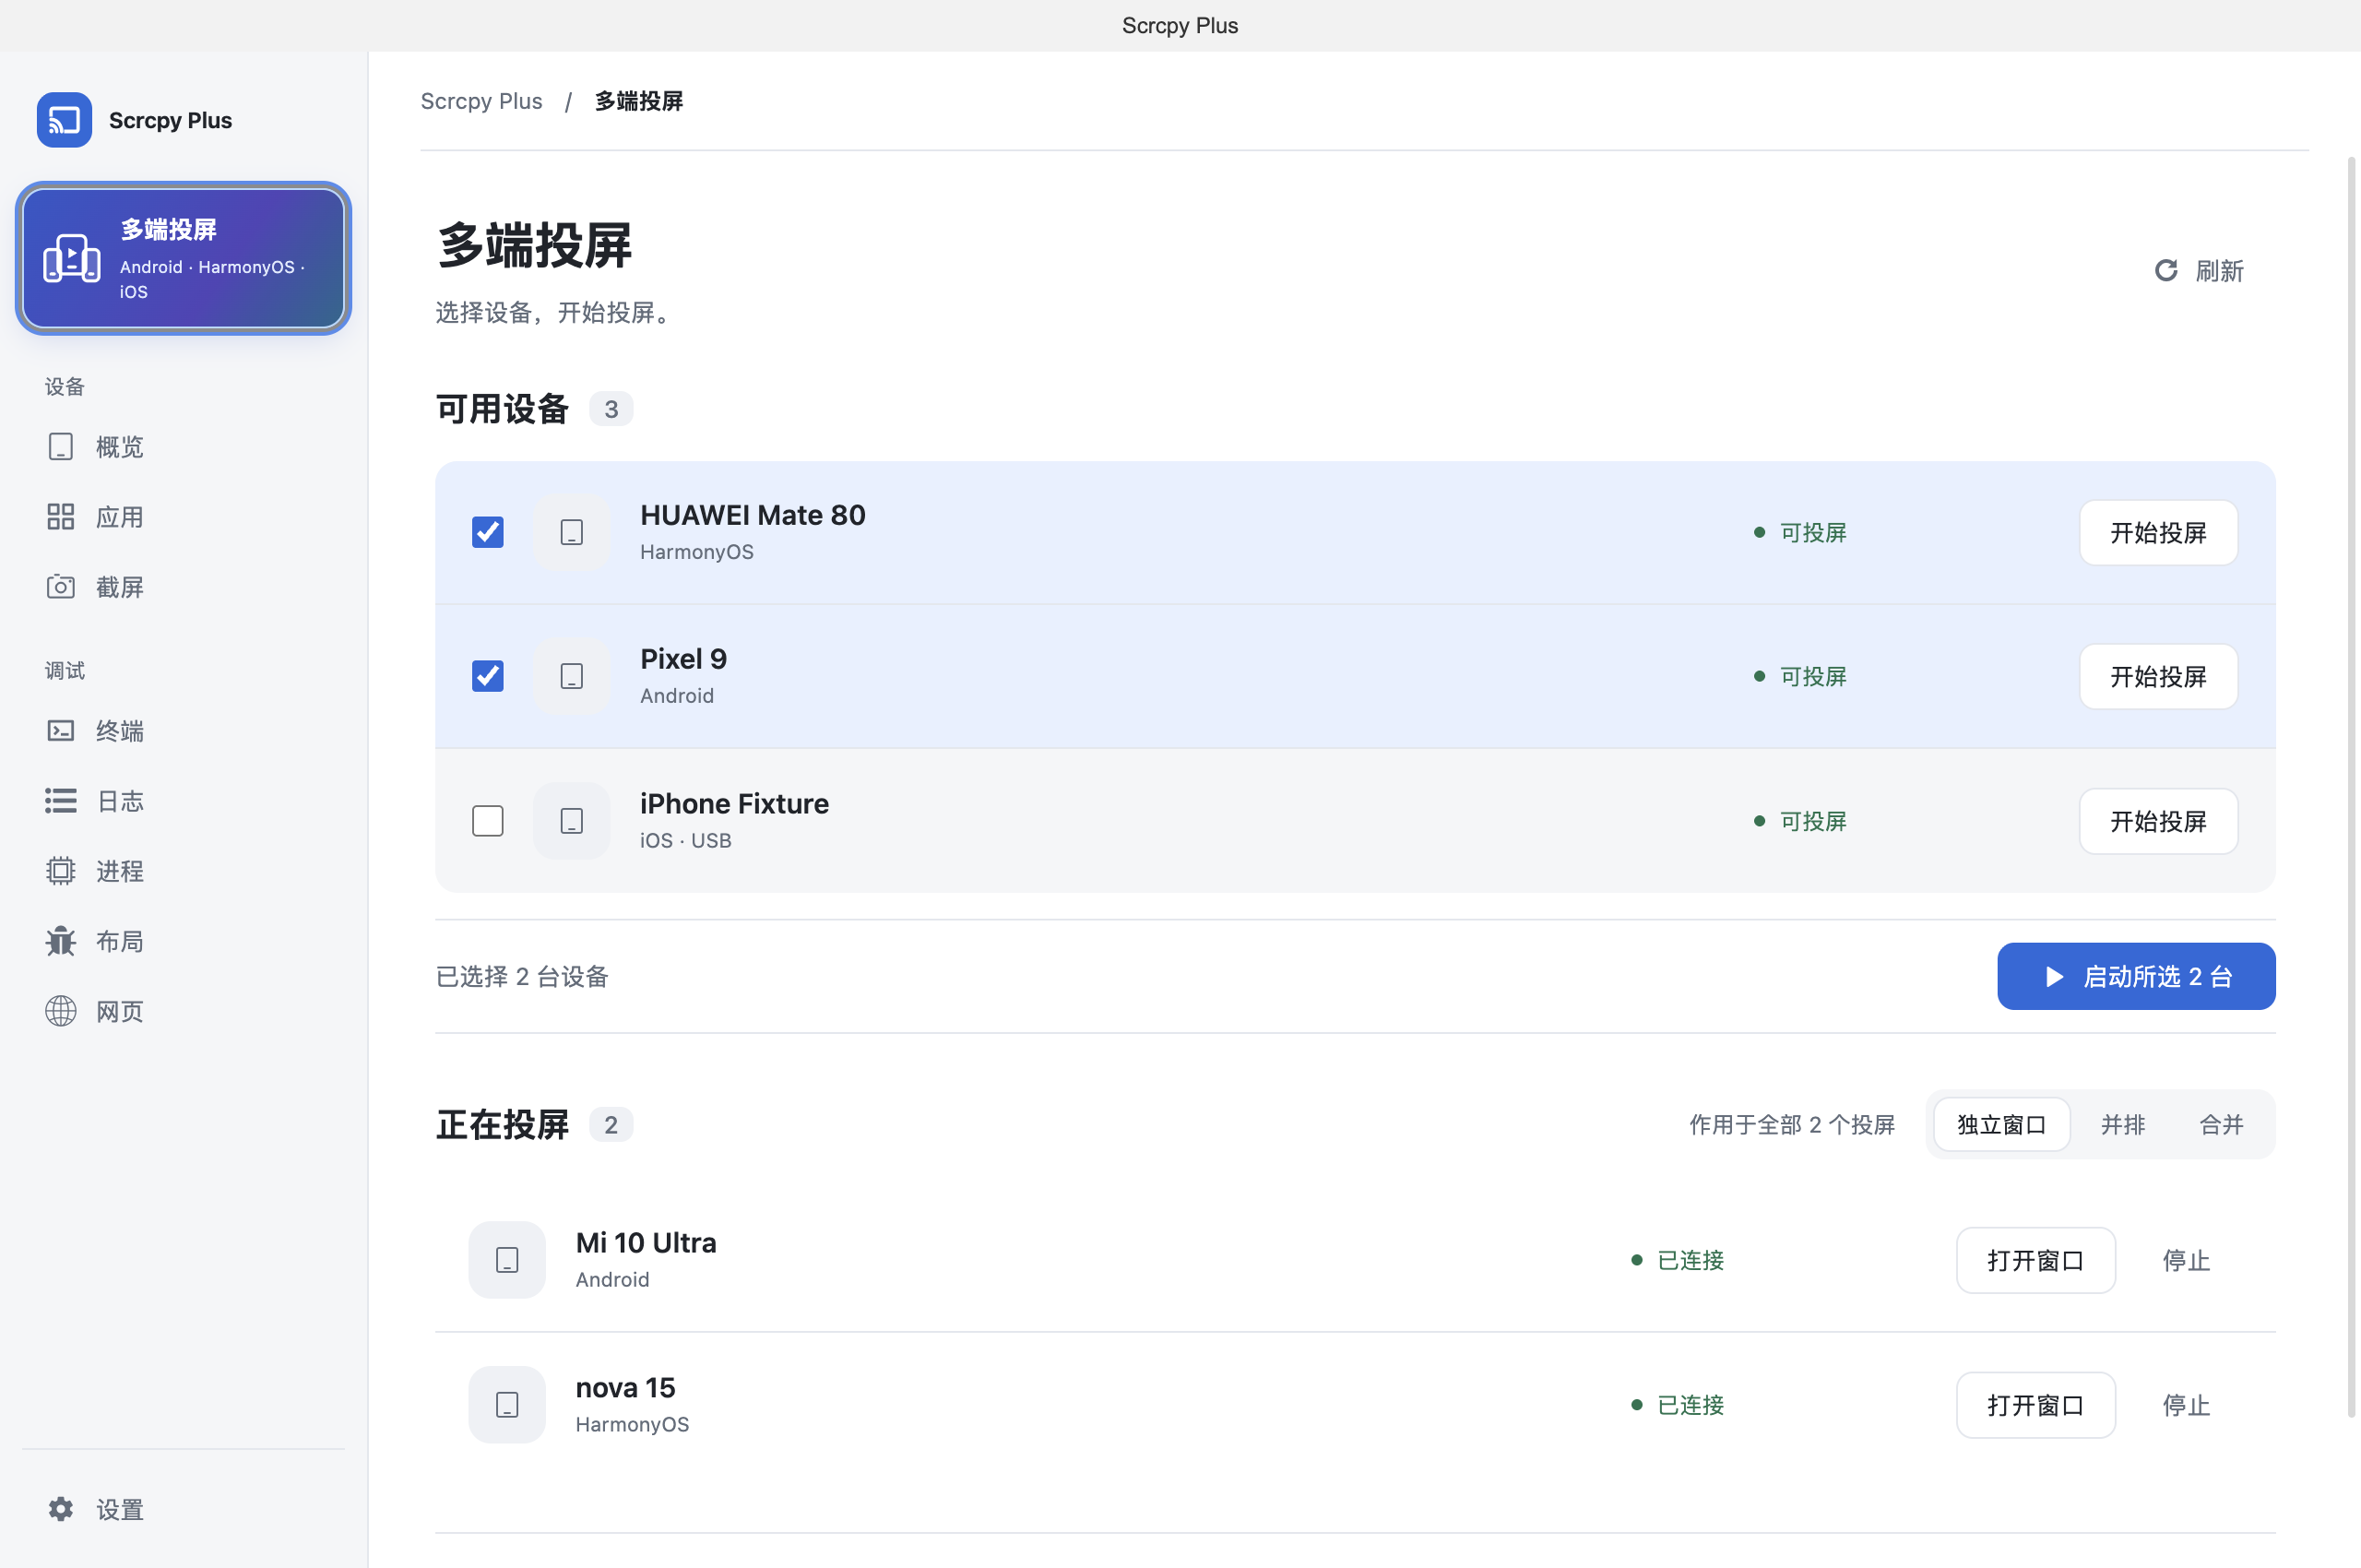 Scrcpy Plus
Scrcpy Plus
多端投屏
Android · HarmonyOS ·
iOS
设备
概览
应用
截屏
调试
终端
日志
进程
布局
网页
设置
Scrcpy Plus / 多端投屏
多端投屏
选择设备，开始投屏。
刷新
可用设备 3
HUAWEI Mate 80
HarmonyOS
可投屏
开始投屏
Pixel 9
Android
可投屏
开始投屏
iPhone Fixture
iOS · USB
可投屏
开始投屏
已选择 2 台设备
启动所选 2 台
正在投屏 2
作用于全部 2 个投屏
独立窗口 并排 合并
Mi 10 Ultra
Android
已连接
打开窗口 停止
nova 15
HarmonyOS
已连接
打开窗口 停止